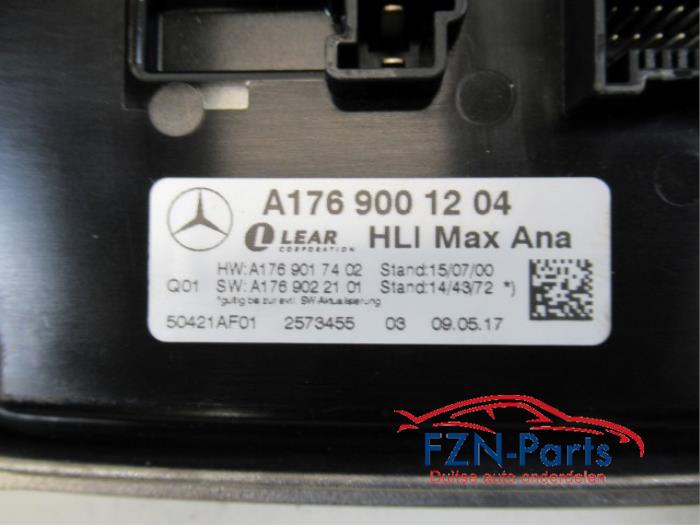 A176 900 12 04
LEAR CORPORATION HLI Max Ana
HW:A176 901 74 02 Stand:15/07/00
Q01 SW:A176 902 21 01 Stand:14/43/72 *)
*gültig bis zur evtl. SW-Aktualisierung
50421AF01 2573455 03 09.05.17
FZN-Parts
Duitse auto onderdelen